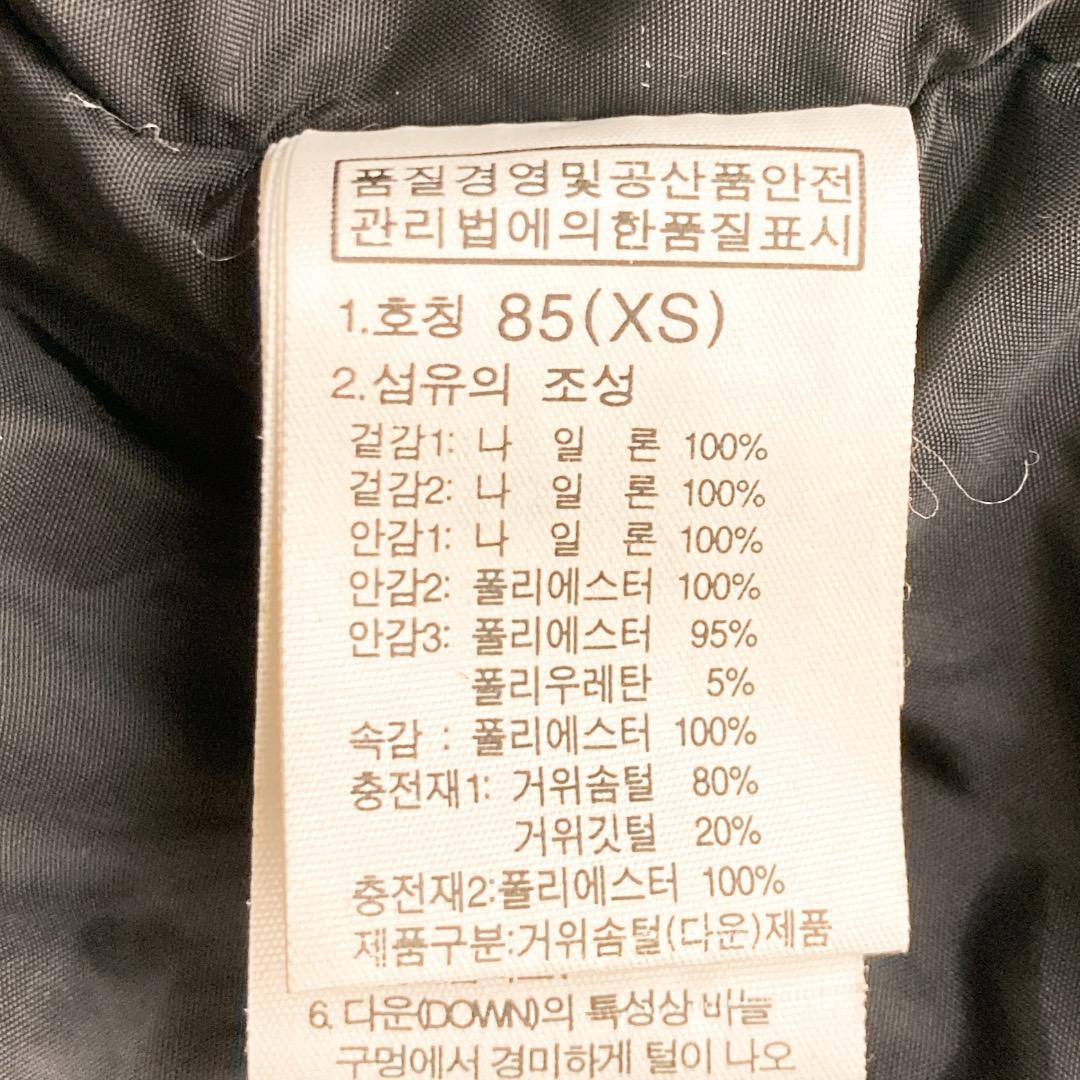 품질경영및공산품안전
관리법에의한품질표시
1.호칭 85(XS)
2.섬유의 조성
겉감1: 나 일 론 100%
겉감2: 나 일 론 100%
안감1: 나 일 론 100%
안감2: 폴리에스터 100%
안감3: 폴리에스터 95%
폴리우레탄 5%
속감 : 폴리에스터 100%
충전재1: 거위솜털 80%
거위깃털 20%
충전재2:폴리에스터 100%
제품구분:거위솜털(다운)제품
6. 다운(DOWN)의 특성상 바늘
구멍에서 경미하게 털이 나오